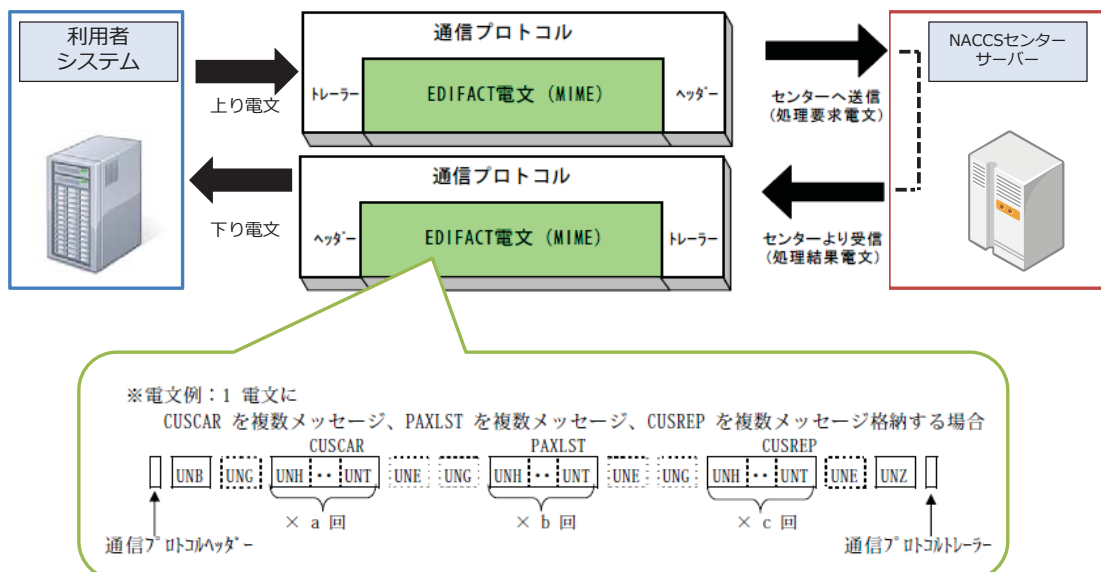 利用者
システム
上り電文
下り電文
通信プロトコル
トレーラー
EDIFACT電文 (MIME)
ヘッダー
通信プロトコル
ヘッダー
EDIFACT電文 (MIME)
トレーラー
センターへ送信
(処理要求電文)
センターより受信
(処理結果電文)
NACCSセンター
サーバー
※電文例：1 電文に
CUSCAR を複数メッセージ、PAXLST を複数メッセージ、CUSREP を複数メッセージ格納する場合
CUSCAR PAXLST CUSREP
UNB UNG UNH ‥ UNT UNE UNG UNH ‥ UNT UNE UNG UNH ‥ UNT UNE UNZ
× a 回 × b 回 × c 回
通信プロトコルヘッダー 通信プロトコルトレーラー